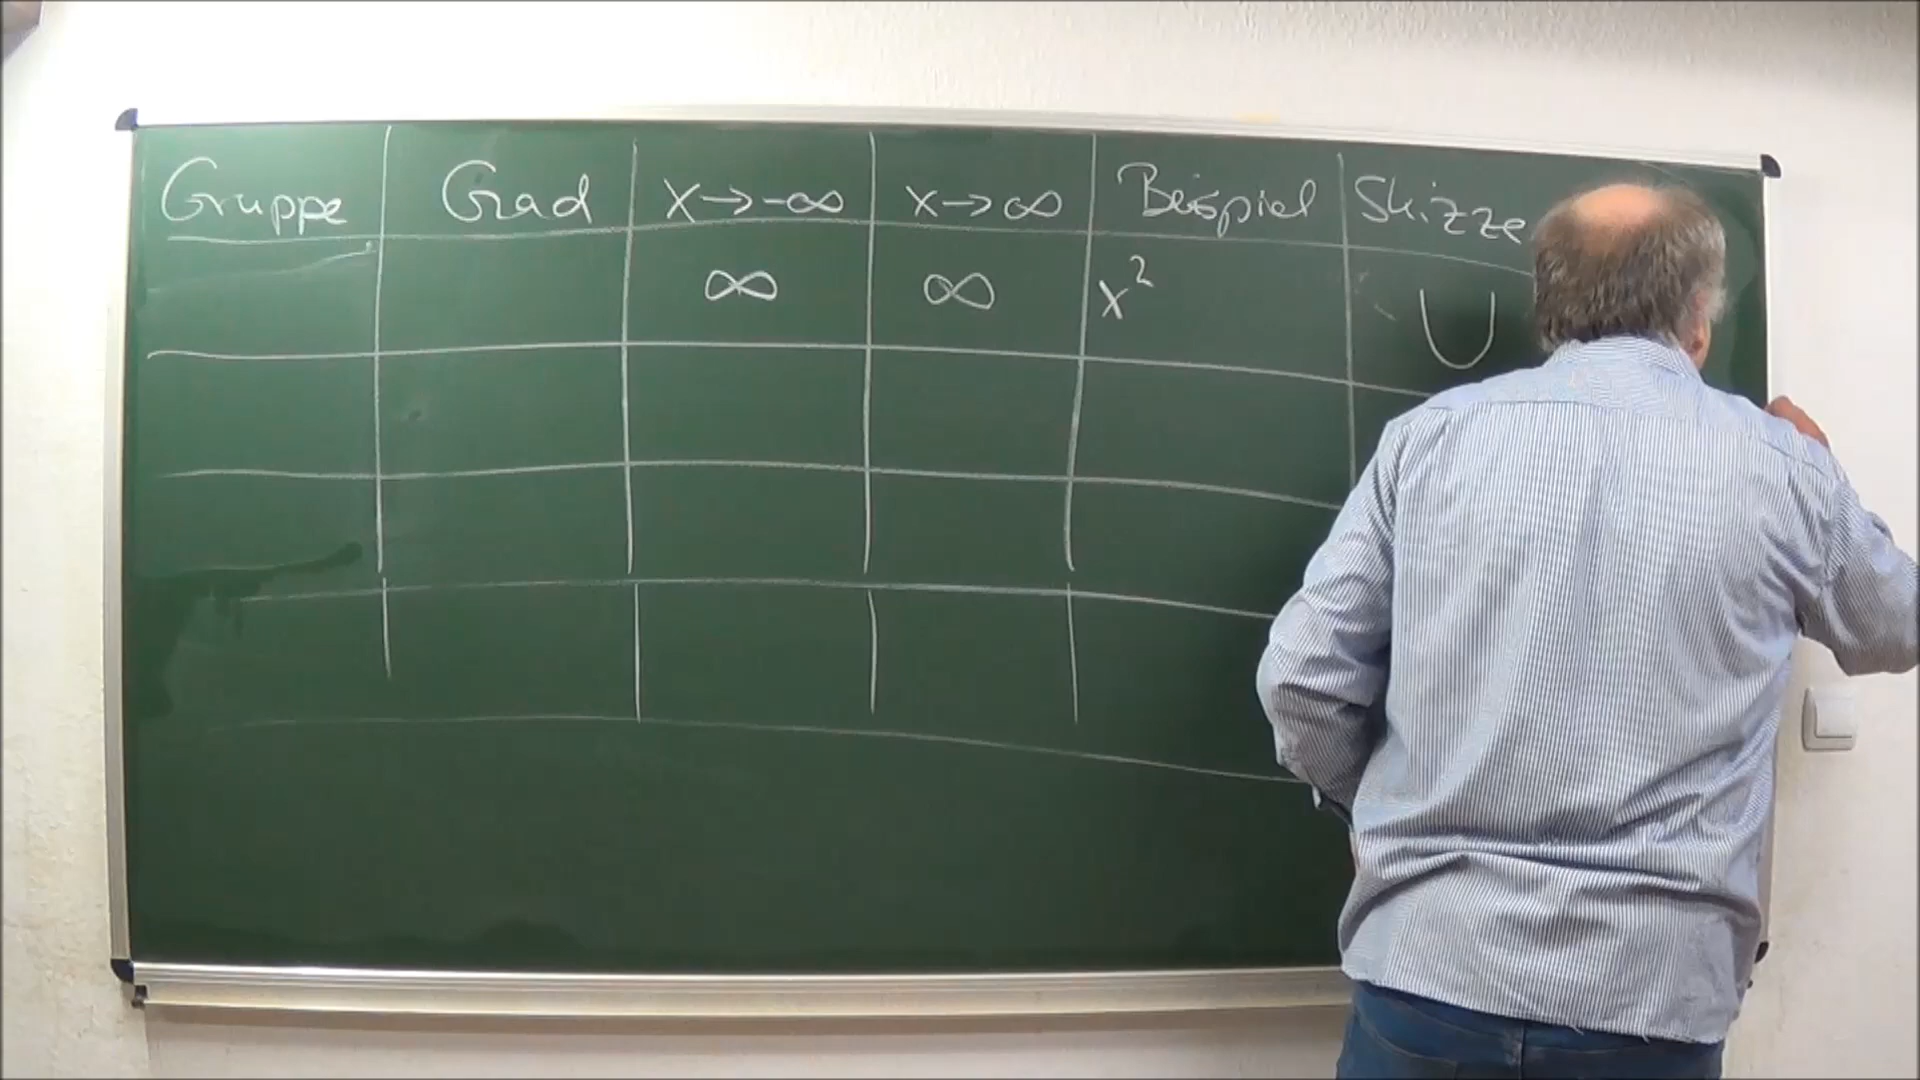 Gruppe Grad x→-∞ x→∞ Beispiel Skizze
∞ ∞ x²